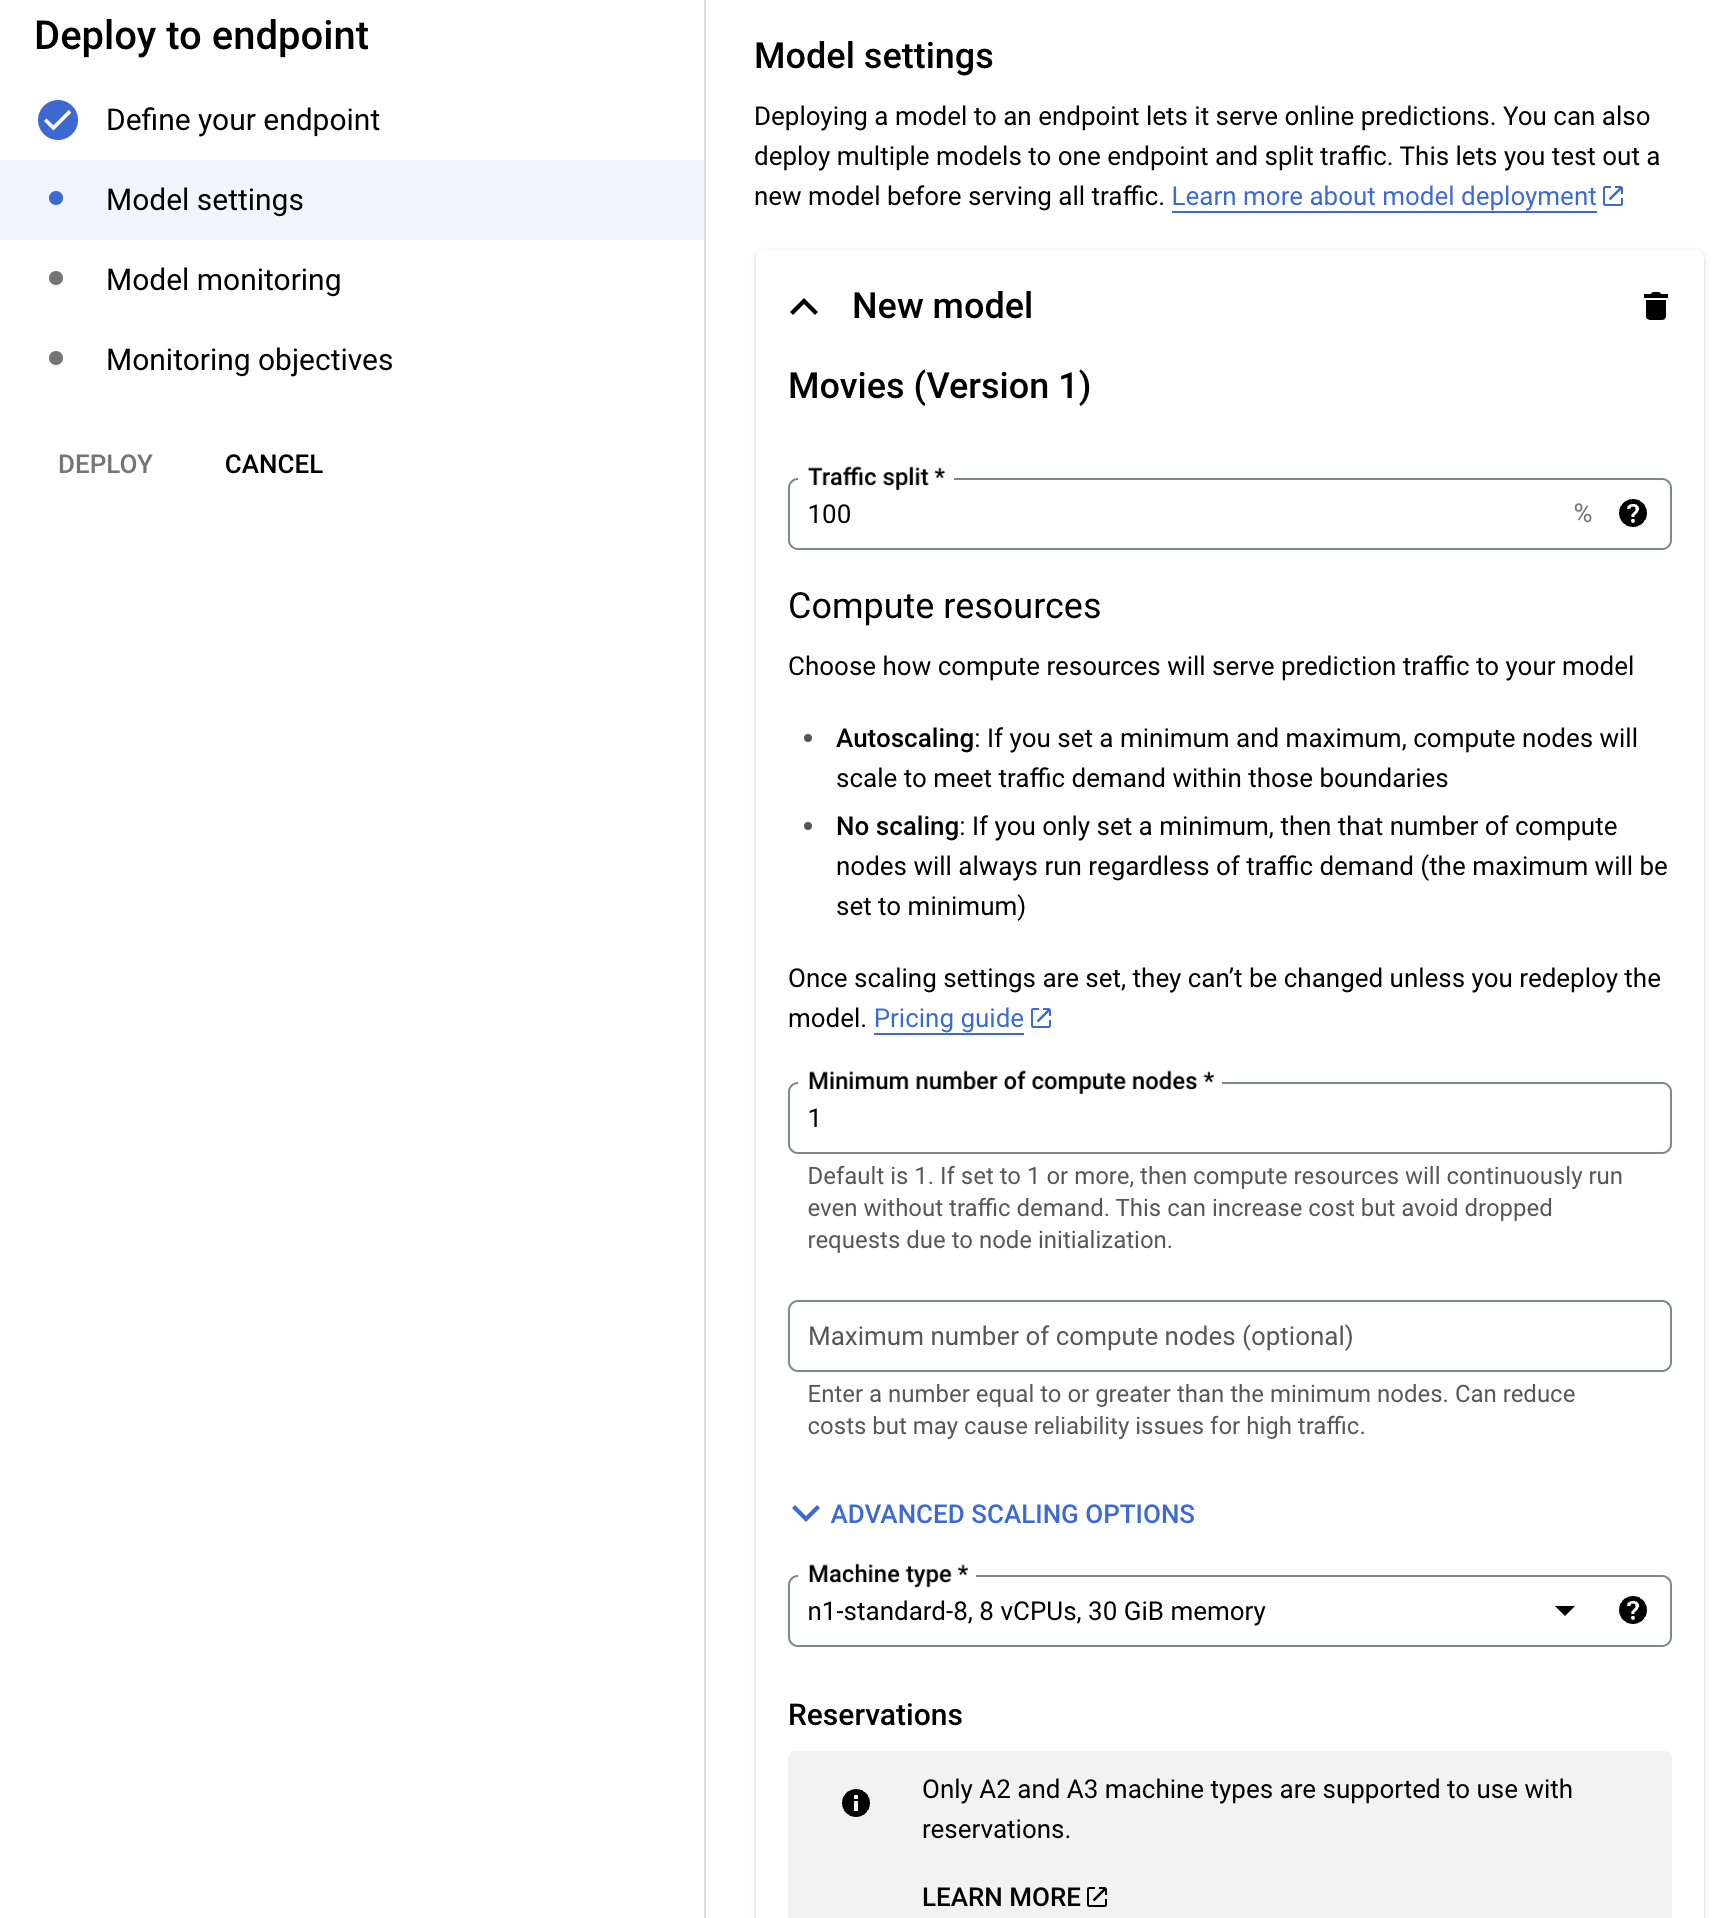 Deploy to endpoint
Define your endpoint
Model settings
Model monitoring
Monitoring objectives
DEPLOY CANCEL
Model settings
Deploying a model to an endpoint lets it serve online predictions. You can also
deploy multiple models to one endpoint and split traffic. This lets you test out a
new model before serving all traffic. Learn more about model deployment
New model
Movies (Version 1)
Traffic split *
100 %
Compute resources
Choose how compute resources will serve prediction traffic to your model
• Autoscaling: If you set a minimum and maximum, compute nodes will
scale to meet traffic demand within those boundaries
• No scaling: If you only set a minimum, then that number of compute
nodes will always run regardless of traffic demand (the maximum will be
set to minimum)
Once scaling settings are set, they can’t be changed unless you redeploy the
model. Pricing guide
Minimum number of compute nodes *
1
Default is 1. If set to 1 or more, then compute resources will continuously run
even without traffic demand. This can increase cost but avoid dropped
requests due to node initialization.
Maximum number of compute nodes (optional)
Enter a number equal to or greater than the minimum nodes. Can reduce
costs but may cause reliability issues for high traffic.
ADVANCED SCALING OPTIONS
Machine type *
n1-standard-8, 8 vCPUs, 30 GiB memory
Reservations
Only A2 and A3 machine types are supported to use with
reservations.
LEARN MORE